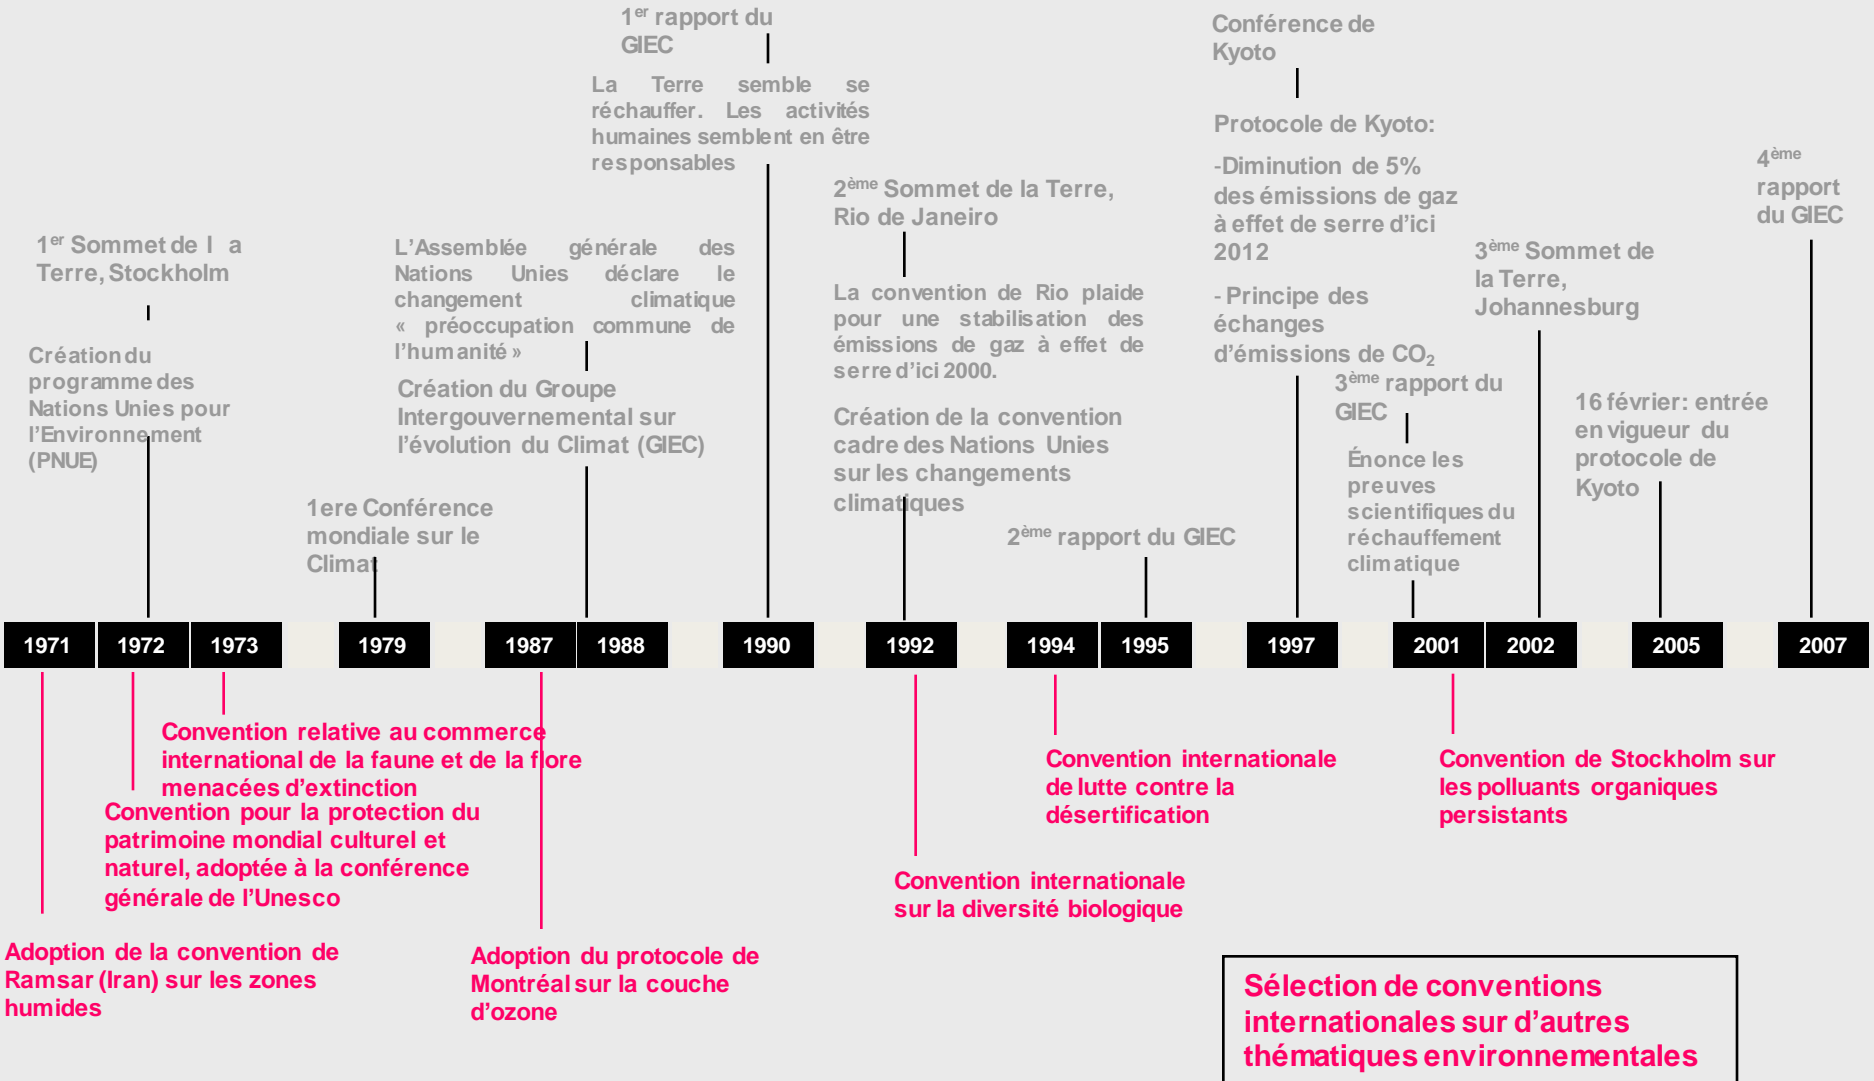 1er rapport du
GIEC
La Terre semble se
réchauffer. Les activités
humaines semblent en être
responsables
Conférence de
Kyoto
Protocole de Kyoto:
-Diminution de 5%
des émissions de gaz
à effet de serre d'ici
2012
- Principe des
échanges
d'émissions de CO2
4ème
rapport
du GIEC
2ème Sommet de la Terre,
Rio de Janeiro
La convention de Rio plaide
pour une stabilisation des
émissions de gaz à effet de
serre d'ici 2000.
Création de la convention
cadre des Nations Unies
sur les changements
climatiques
1er Sommet de l a
Terre, Stockholm
Création du
programme des
Nations Unies pour
l'Environnement
(PNUE)
L'Assemblée générale des
Nations Unies déclare le
changement climatique
« préoccupation commune de
l'humanité »
Création du Groupe
Intergouvernemental sur
l'évolution du Climat (GIEC)
3ème Sommet de
la Terre,
Johannesburg
3ème rapport du
GIEC
Énonce les
preuves
scientifiques du
réchauffement
climatique
16 février: entrée
en vigueur du
protocole de
Kyoto
1ere Conférence
mondiale sur le
Climat
2ème rapport du GIEC
1971 1972 1973 1979 1987 1988 1990 1992 1994 1995 1997 2001 2002 2005 2007
Convention relative au commerce
international de la faune et de la flore
menacées d'extinction
Convention pour la protection du
patrimoine mondial culturel et
naturel, adoptée à la conférence
générale de l'Unesco
Adoption de la convention de
Ramsar (Iran) sur les zones
humides
Adoption du protocole de
Montréal sur la couche
d'ozone
Convention internationale
sur la diversité biologique
Convention internationale
de lutte contre la
désertification
Convention de Stockholm sur
les polluants organiques
persistants
Sélection de conventions
internationales sur d'autres
thématiques environnementales